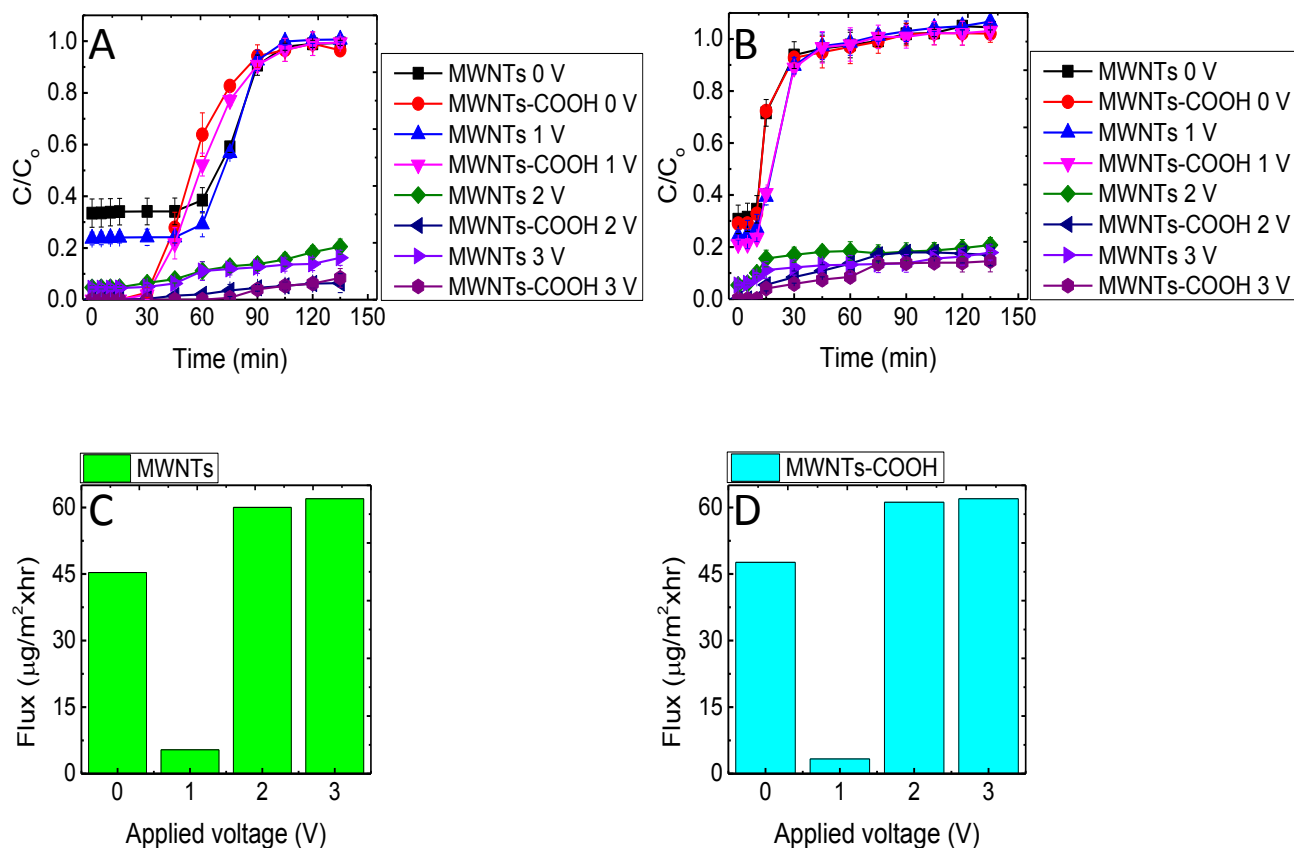 A
C/Cₒ
1.0
0.8
0.6
0.4
0.2
0.0
0 30 60 90 120 150
Time (min)
MWNTs 0 V
MWNTs-COOH 0 V
MWNTs 1 V
MWNTs-COOH 1 V
MWNTs 2 V
MWNTs-COOH 2 V
MWNTs 3 V
MWNTs-COOH 3 V
B
C/Cₒ
1.0
0.8
0.6
0.4
0.2
0.0
0 30 60 90 120 150
Time (min)
MWNTs 0 V
MWNTs-COOH 0 V
MWNTs 1 V
MWNTs-COOH 1 V
MWNTs 2 V
MWNTs-COOH 2 V
MWNTs 3 V
MWNTs-COOH 3 V
MWNTs
C
Flux (μg/m²xhr)
60
45
30
15
0
0 1 2 3
Applied voltage (V)
MWNTs-COOH
D
Flux (μg/m²xhr)
60
45
30
15
0
0 1 2 3
Applied voltage (V)